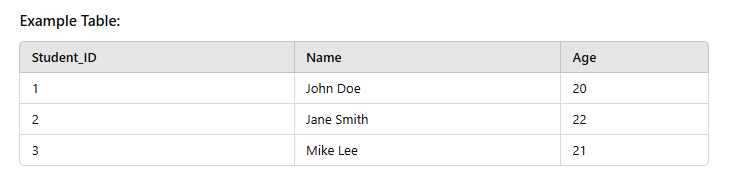 Example Table:
Student_ID Name Age
1 John Doe 20
2 Jane Smith 22
3 Mike Lee 21